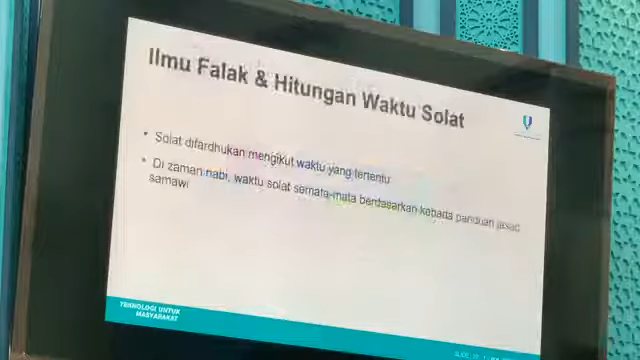 Ilmu Falak & Hitungan Waktu Solat
• Solat difardhukan mengikut waktu yang tertentu
• Di zaman nabi, waktu solat semata-mata berdasarkan kepada panduan jasad
samawi
TEKNOLOGI UNTUK
MASYARAKAT